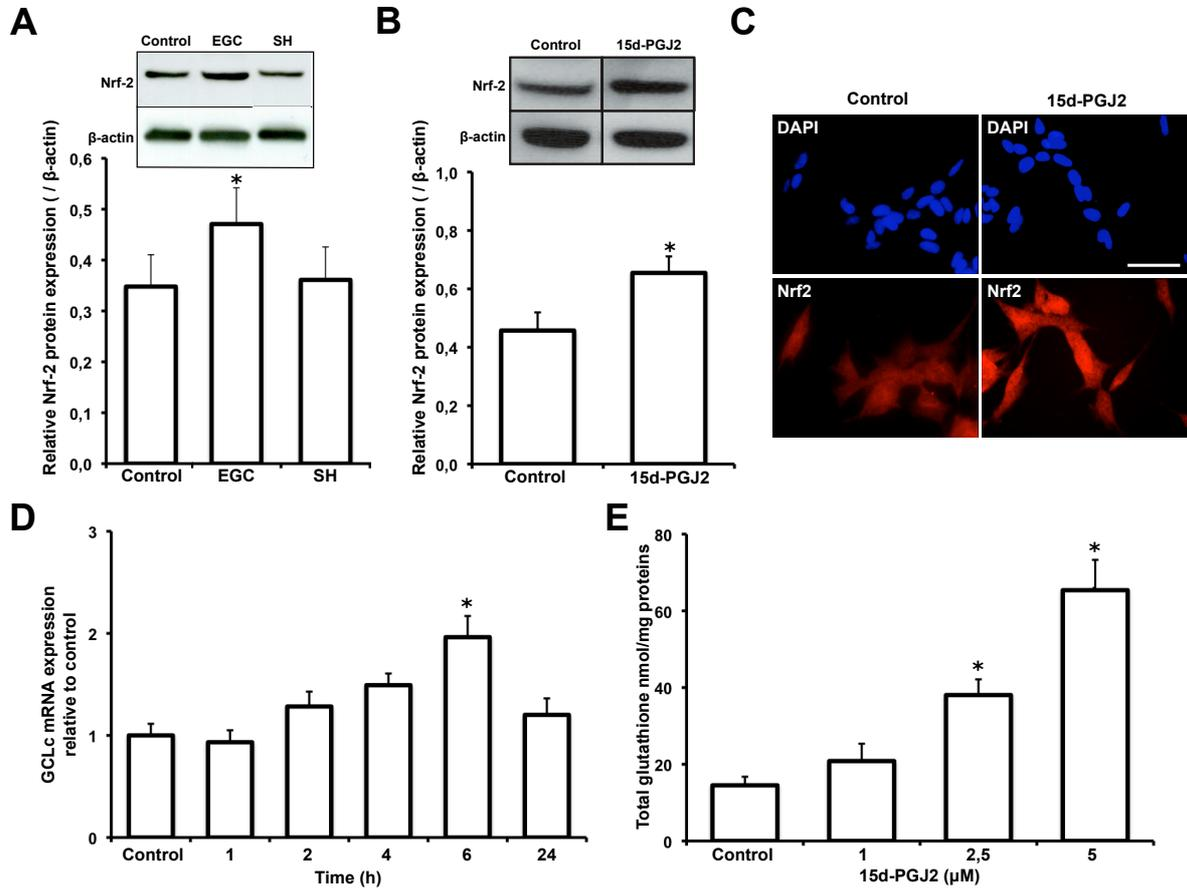 A
Control EGC SH
Nrf-2
β-actin
Relative Nrf-2 protein expression ( / β-actin)
0,6
0,5
0,4
0,3
0,2
0,1
0,0
*
Control EGC SH
B
Control 15d-PGJ2
Nrf-2
β-actin
Relative Nrf-2 protein expression ( / β-actin)
1,0
0,8
0,6
0,4
0,2
0,0
*
Control 15d-PGJ2
C
Control 15d-PGJ2
DAPI DAPI
Nrf2 Nrf2
D
GCLc mRNA expression
relative to control
3
2
1
0
*
Control 1 2 4 6 24
Time (h)
E
Total glutathione nmol/mg proteins
80
60
40
20
0
*
*
Control 1 2,5 5
15d-PGJ2 (µM)